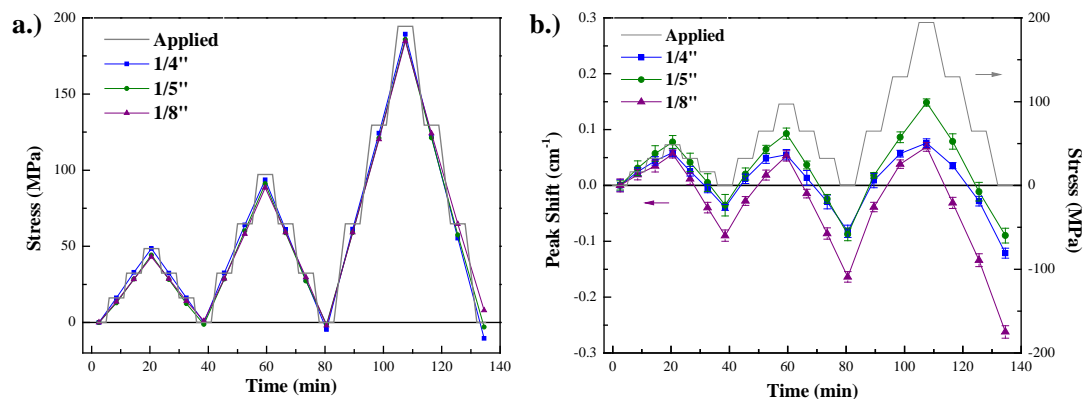 a.)
200
150
100
50
0
Stress (MPa)
Applied
1/4"
1/5"
1/8"
0 20 40 60 80 100 120 140
Time (min)
b.)
0.3
0.2
0.1
0.0
-0.1
-0.2
-0.3
Peak Shift (cm-1)
Applied
1/4"
1/5"
1/8"
200
100
0
-100
-200
Stress (MPa)
0 20 40 60 80 100 120 140
Time (min)